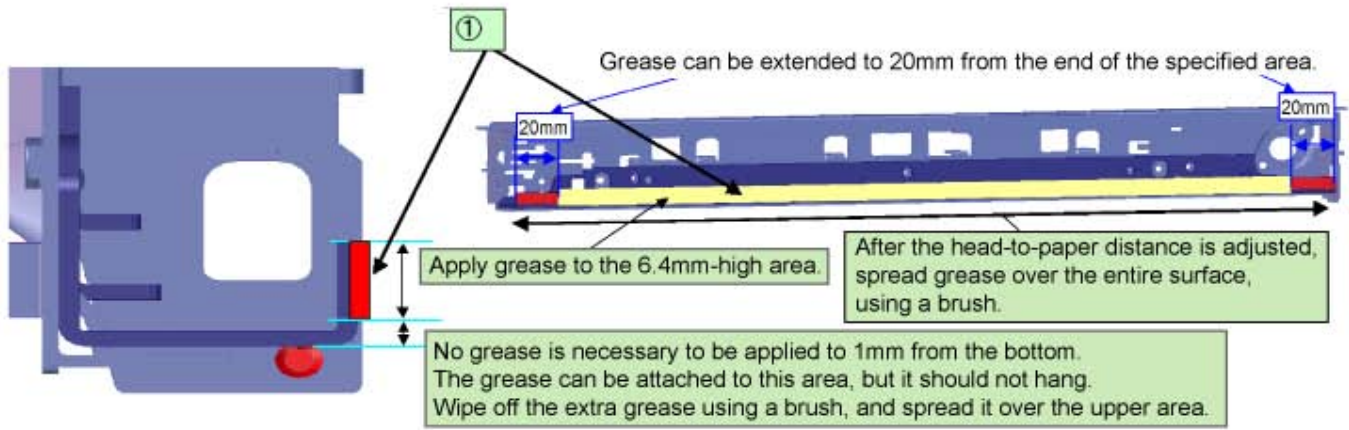 ①
Grease can be extended to 20mm from the end of the specified area.
20mm
20mm
Apply grease to the 6.4mm-high area.
After the head-to-paper distance is adjusted,
spread grease over the entire surface,
using a brush.
No grease is necessary to be applied to 1mm from the bottom.
The grease can be attached to this area, but it should not hang.
Wipe off the extra grease using a brush, and spread it over the upper area.